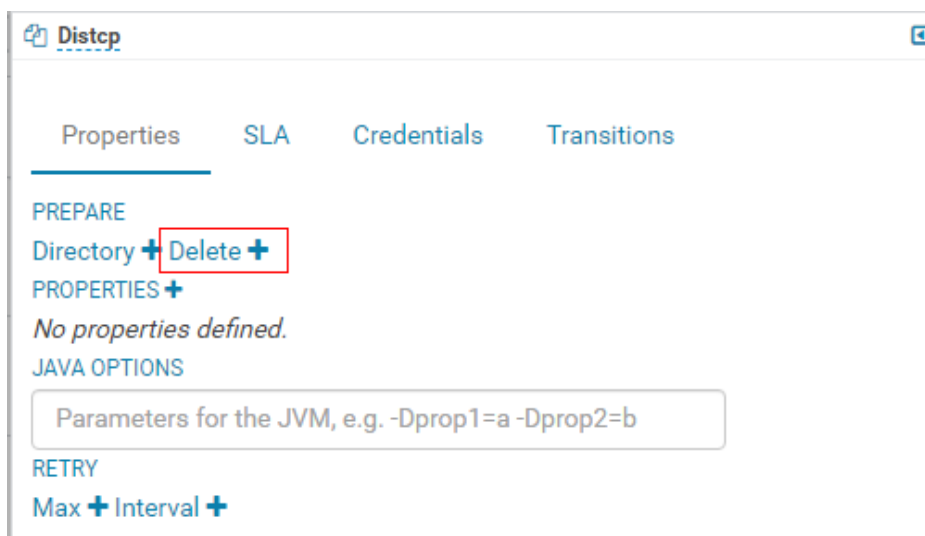 Distcp
Properties SLA Credentials Transitions
PREPARE
Directory + Delete +
PROPERTIES +
No properties defined.
JAVA OPTIONS
Parameters for the JVM, e.g. -Dprop1=a -Dprop2=b
RETRY
Max + Interval +